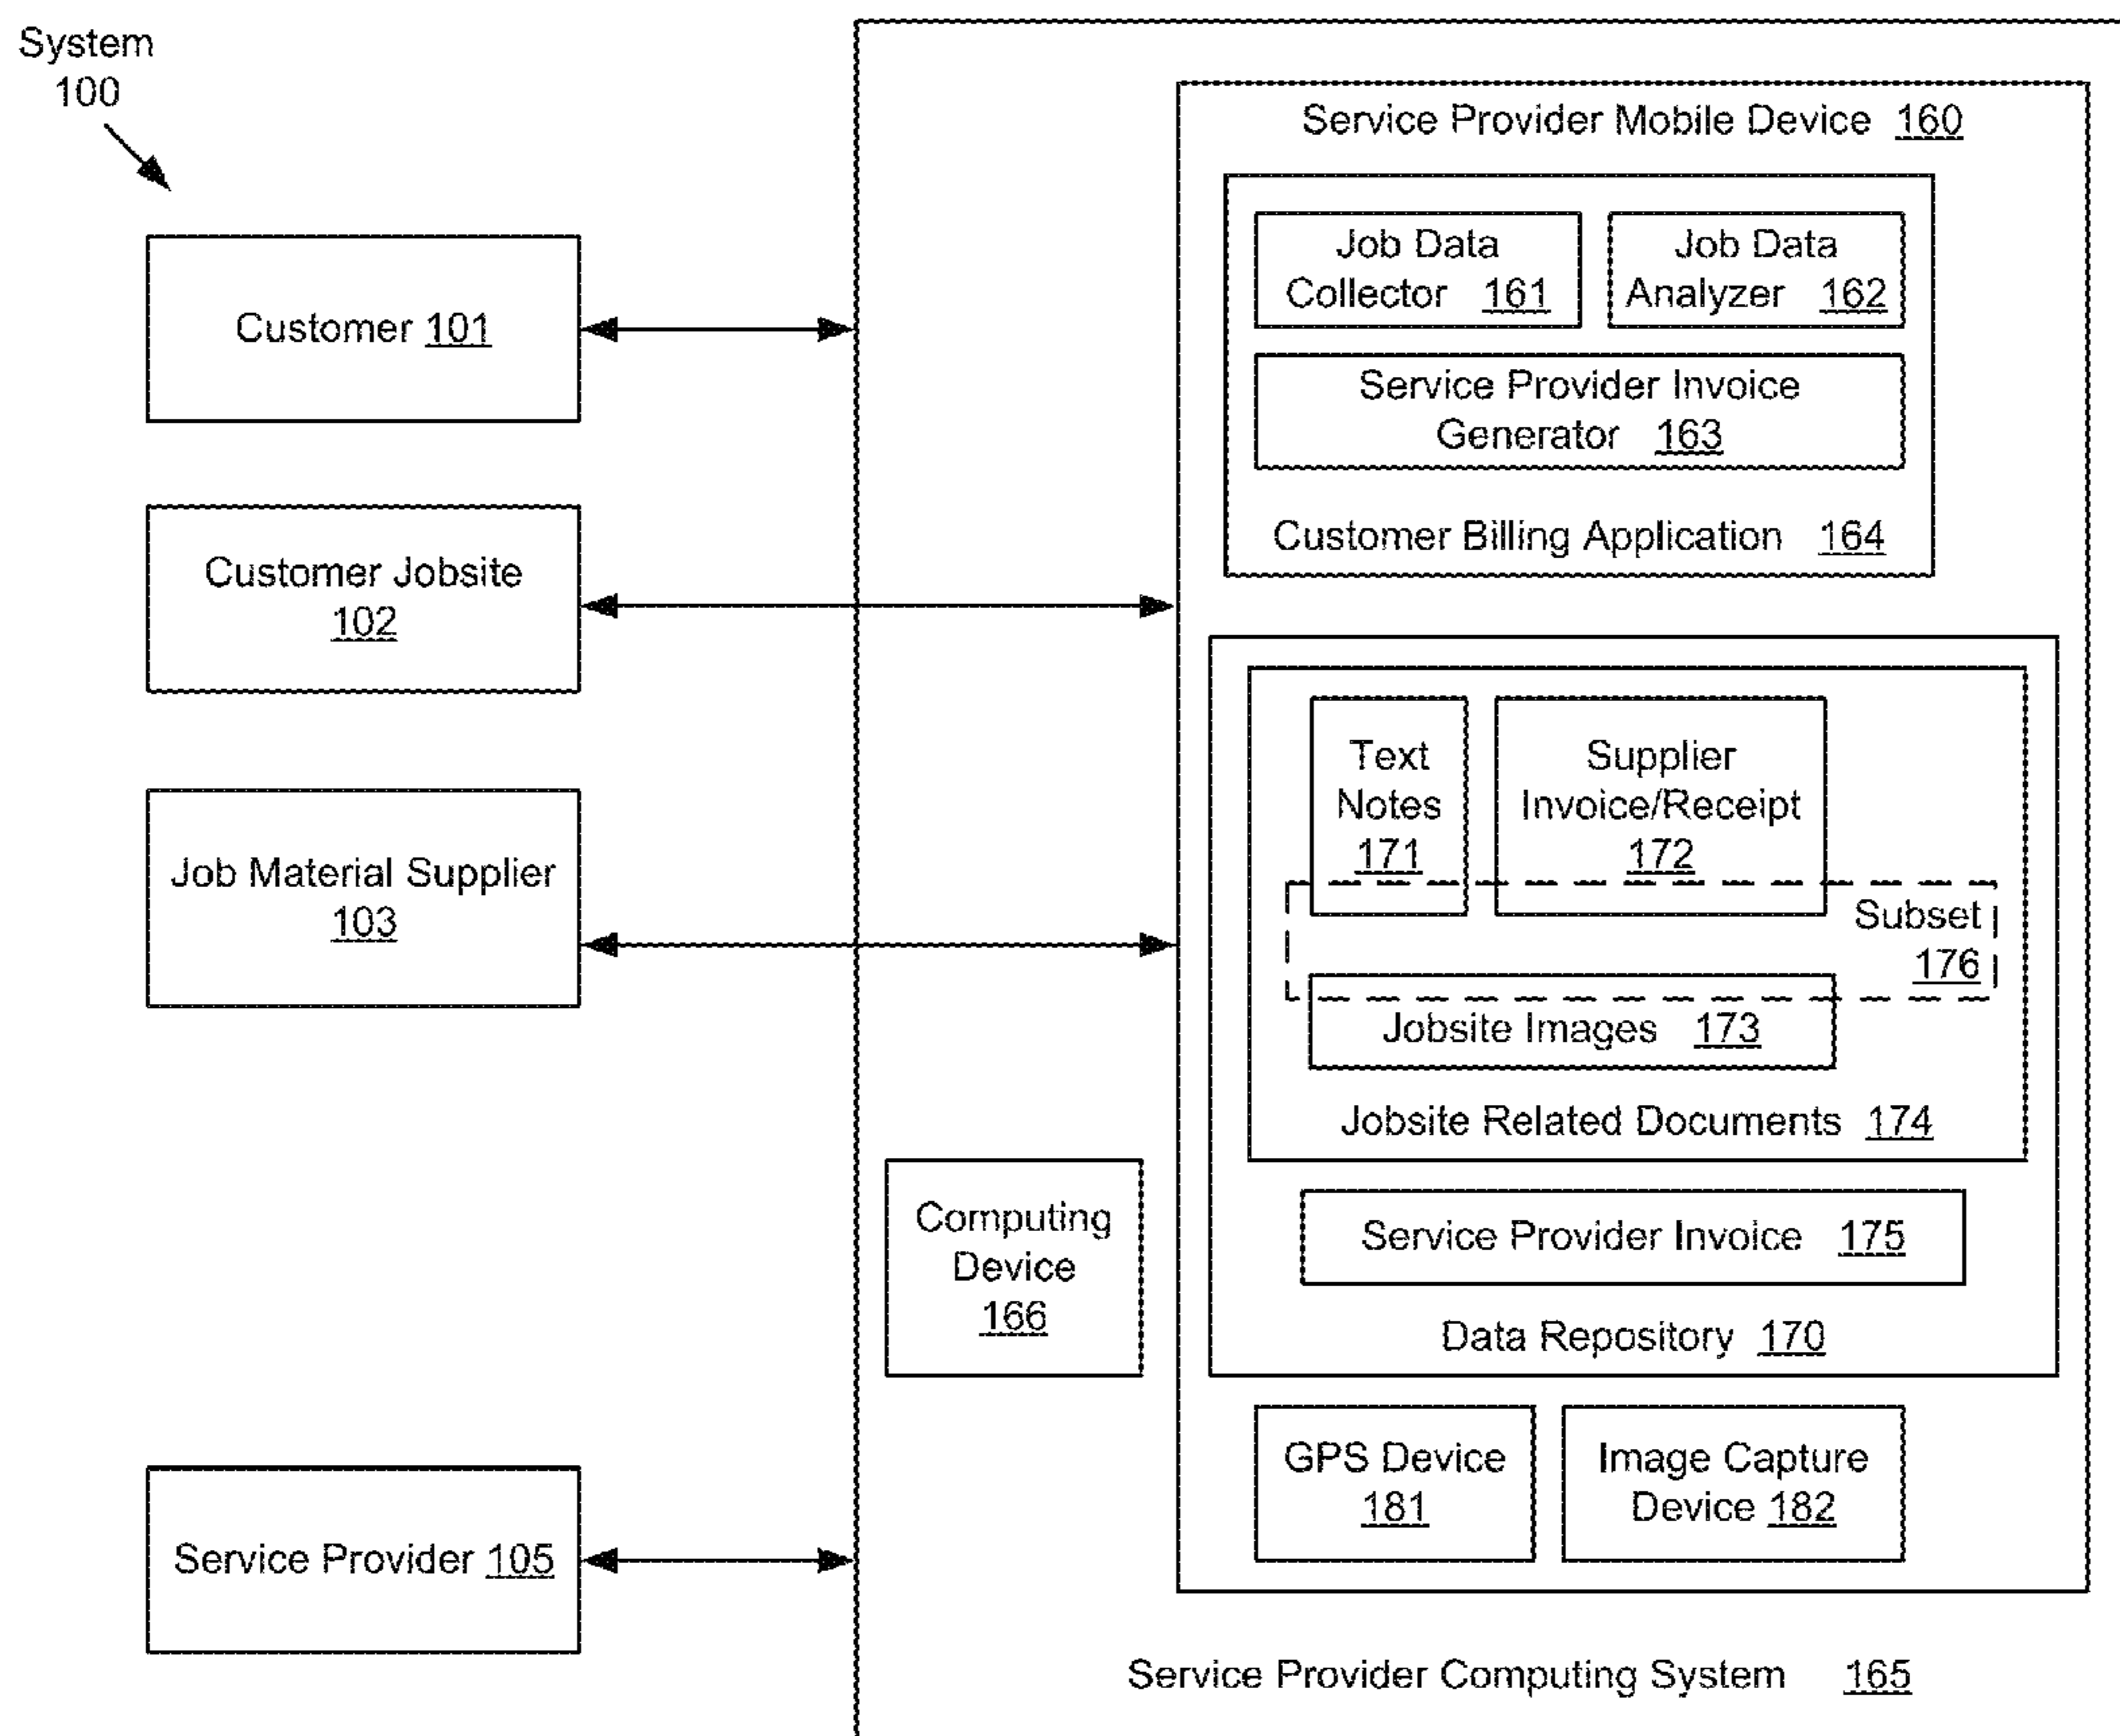 System
100
Customer 101
Customer Jobsite
102
Job Material Supplier
103
Service Provider 105
Service Provider Mobile Device 160
Job Data
Collector 161
Job Data
Analyzer 162
Service Provider Invoice
Generator 163
Customer Billing Application 164
Text
Notes
171
Supplier
Invoice/Receipt
172
Subset
176
Jobsite Images 173
Jobsite Related Documents 174
Service Provider Invoice 175
Data Repository 170
Computing
Device
166
GPS Device
181
Image Capture
Device 182
Service Provider Computing System 165